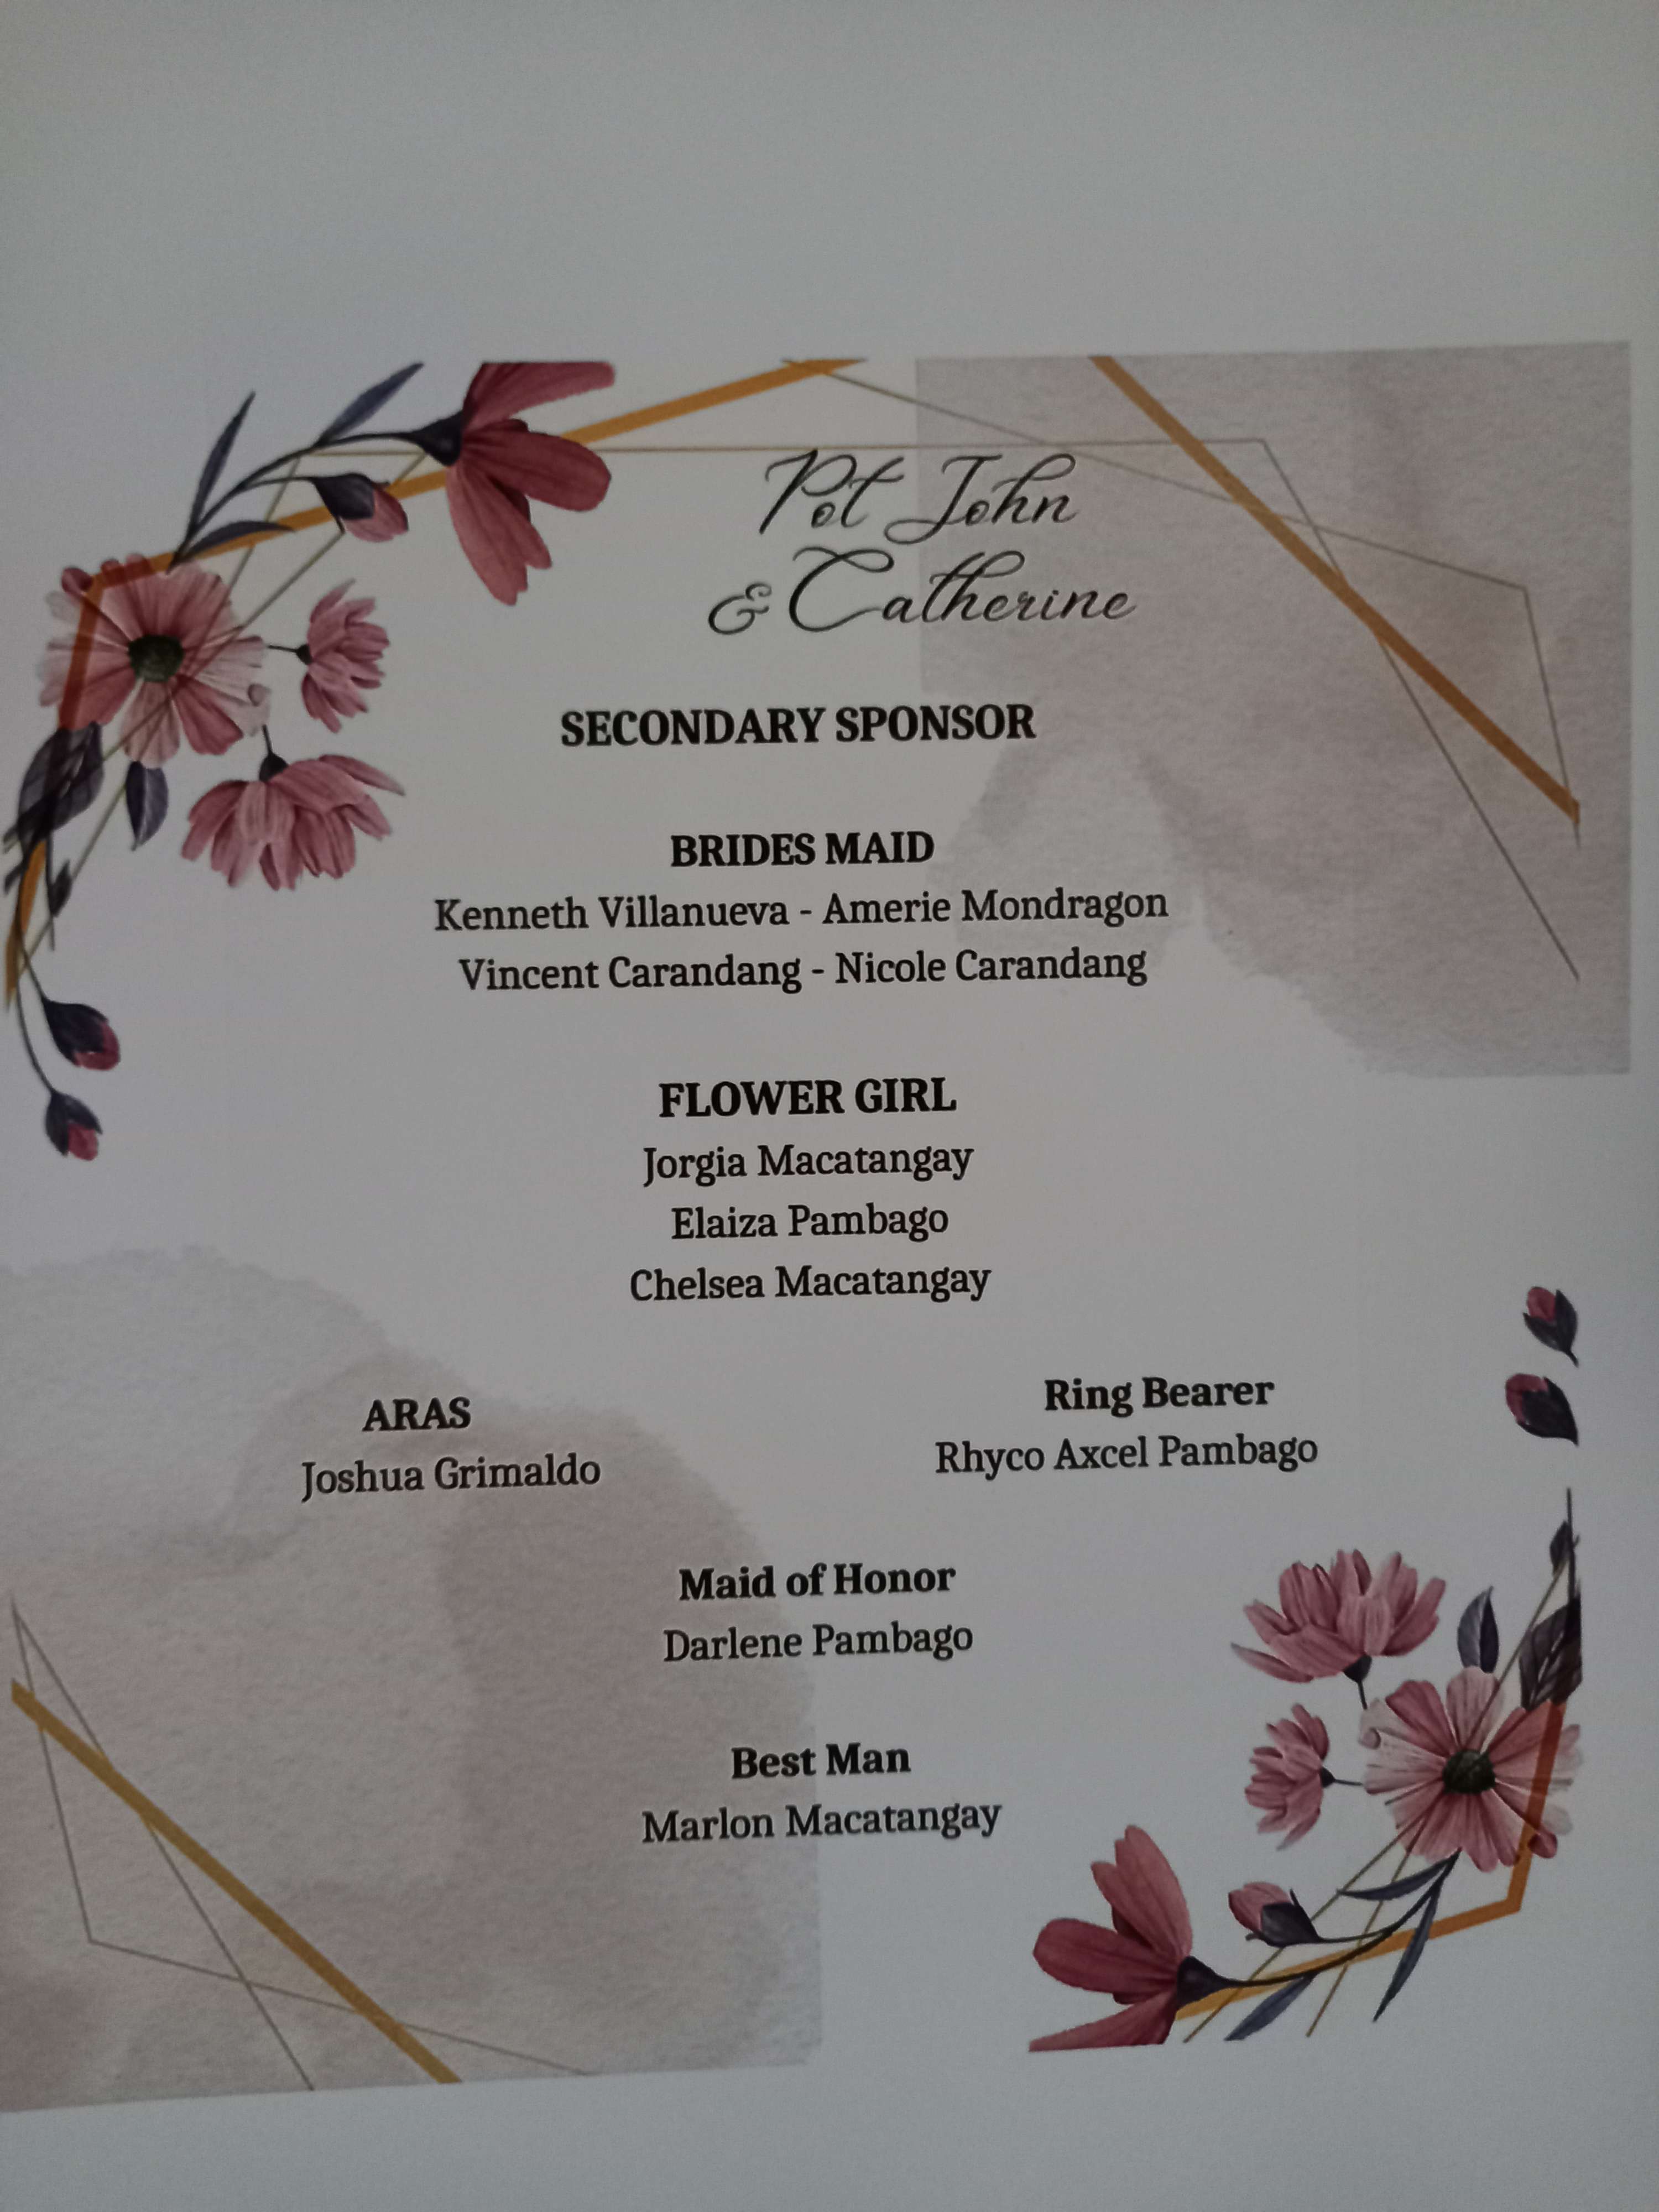 Pot John
& Catherine
SECONDARY SPONSOR
BRIDES MAID
Kenneth Villanueva - Amerie Mondragon
Vincent Carandang - Nicole Carandang
FLOWER GIRL
Jorgia Macatangay
Elaiza Pambago
Chelsea Macatangay
ARAS
Joshua Grimaldo
Ring Bearer
Rhyco Axcel Pambago
Maid of Honor
Darlene Pambago
Best Man
Marlon Macatangay